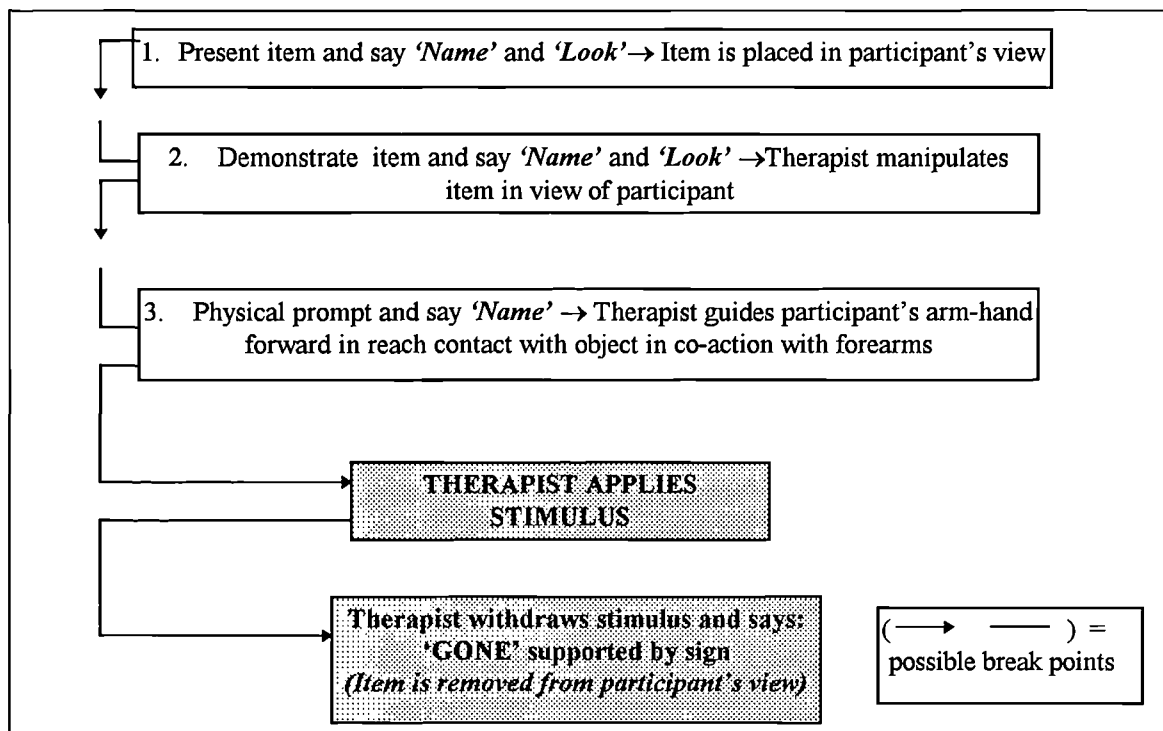 1. Present item and say ‘Name’ and ‘Look’→ Item is placed in participant’s view
2. Demonstrate item and say ‘Name’ and ‘Look’ →Therapist manipulates
item in view of participant
3. Physical prompt and say ‘Name’ → Therapist guides participant’s arm-hand
forward in reach contact with object in co-action with forearms
THERAPIST APPLIES
STIMULUS
Therapist withdraws stimulus and says:
‘GONE’ supported by sign
(Item is removed from participant’s view)
(→ — ) =
possible break points